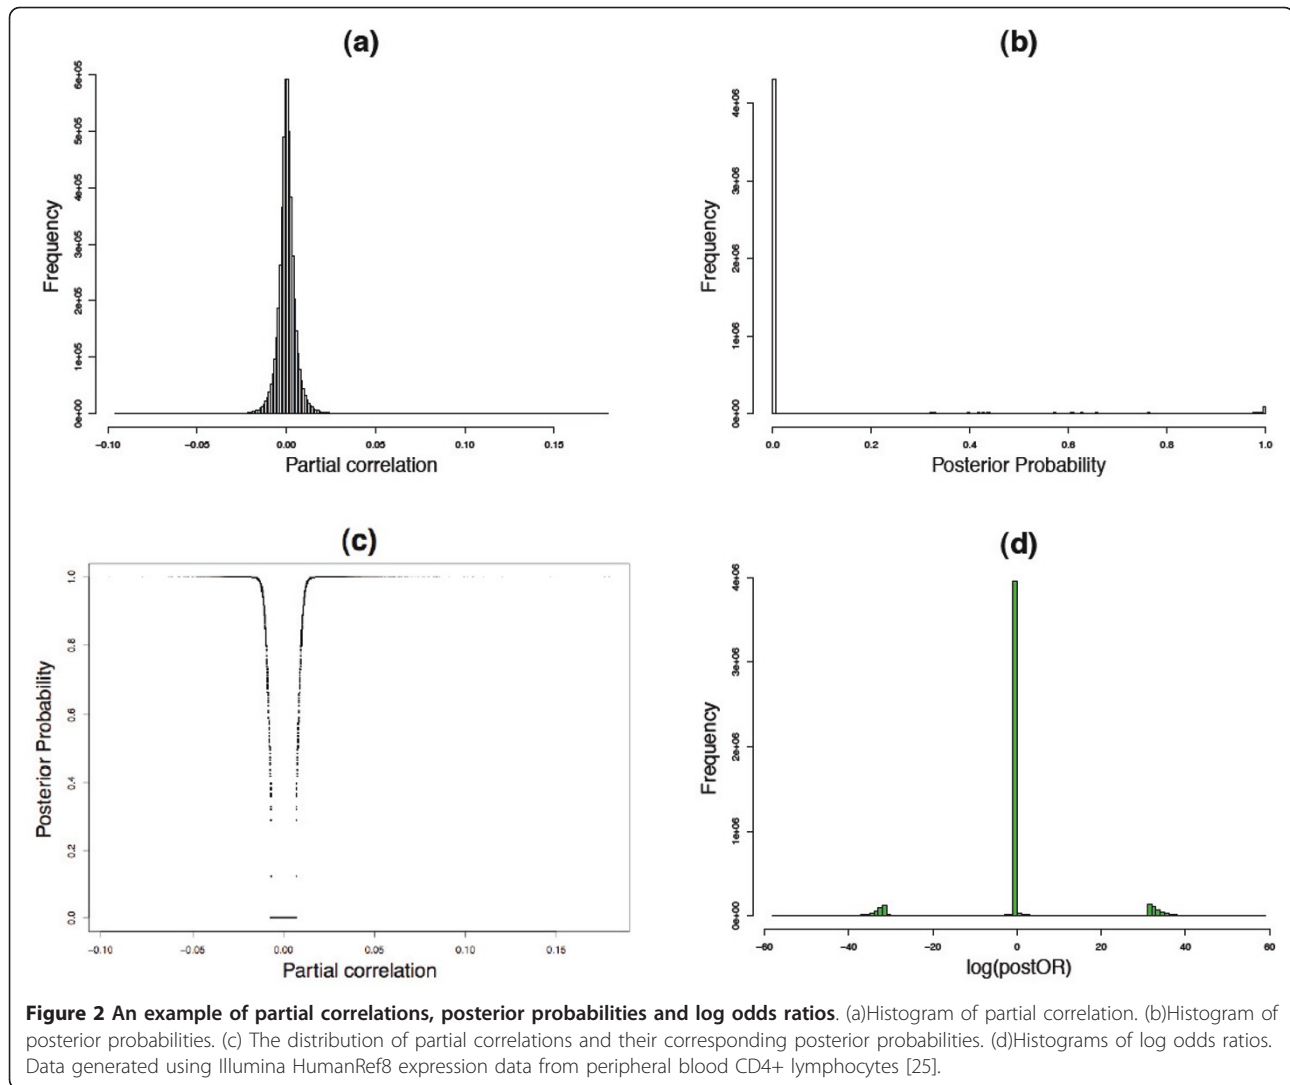 (a)
Frequency
0e+00 1e+05 2e+05 3e+05 4e+05 5e+05 6e+05
−0.10 −0.05 0.00 0.05 0.10 0.15
Partial correlation
(b)
Frequency
0e+00 1e+06 2e+06 3e+06 4e+06
0.0 0.2 0.4 0.6 0.8 1.0
Posterior Probability
(c)
Posterior Probability
0.0 0.2 0.4 0.6 0.8 1.0
−0.10 −0.05 0.00 0.05 0.10 0.15
Partial correlation
(d)
Frequency
0e+00 1e+06 2e+06 3e+06 4e+06
−60 −40 −20 0 20 40 60
log(postOR)
Figure 2 An example of partial correlations, posterior probabilities and log odds ratios. (a)Histogram of partial correlation. (b)Histogram of
posterior probabilities. (c) The distribution of partial correlations and their corresponding posterior probabilities. (d)Histograms of log odds ratios.
Data generated using Illumina HumanRef8 expression data from peripheral blood CD4+ lymphocytes [25].